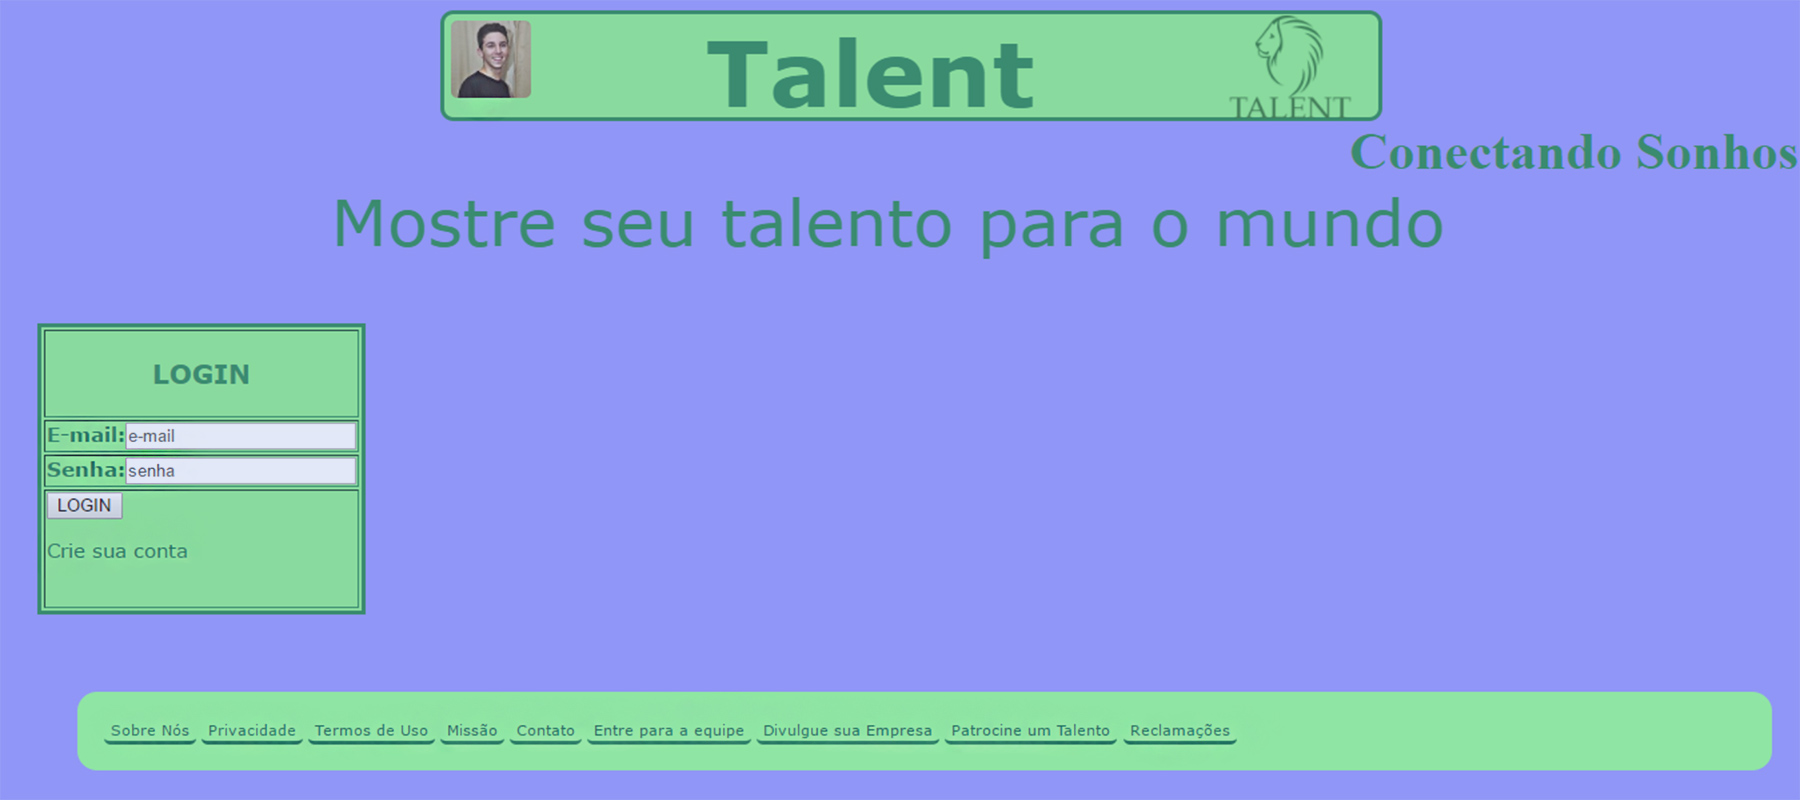 Talent
TALENT
Conectando Sonhos
Mostre seu talento para o mundo
LOGIN
E-mail: e-mail
Senha: senha
LOGIN
Crie sua conta
Sobre Nós Privacidade Termos de Uso Missão Contato Entre para a equipe Divulgue sua Empresa Patrocine um Talento Reclamações